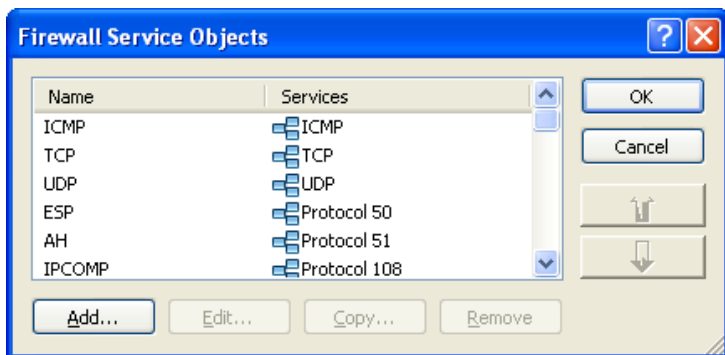 Firewall Service Objects
Name Services
ICMP ICMP
TCP TCP
UDP UDP
ESP Protocol 50
AH Protocol 51
IPCOMP Protocol 108
OK
Cancel
Add... Edit... Copy... Remove